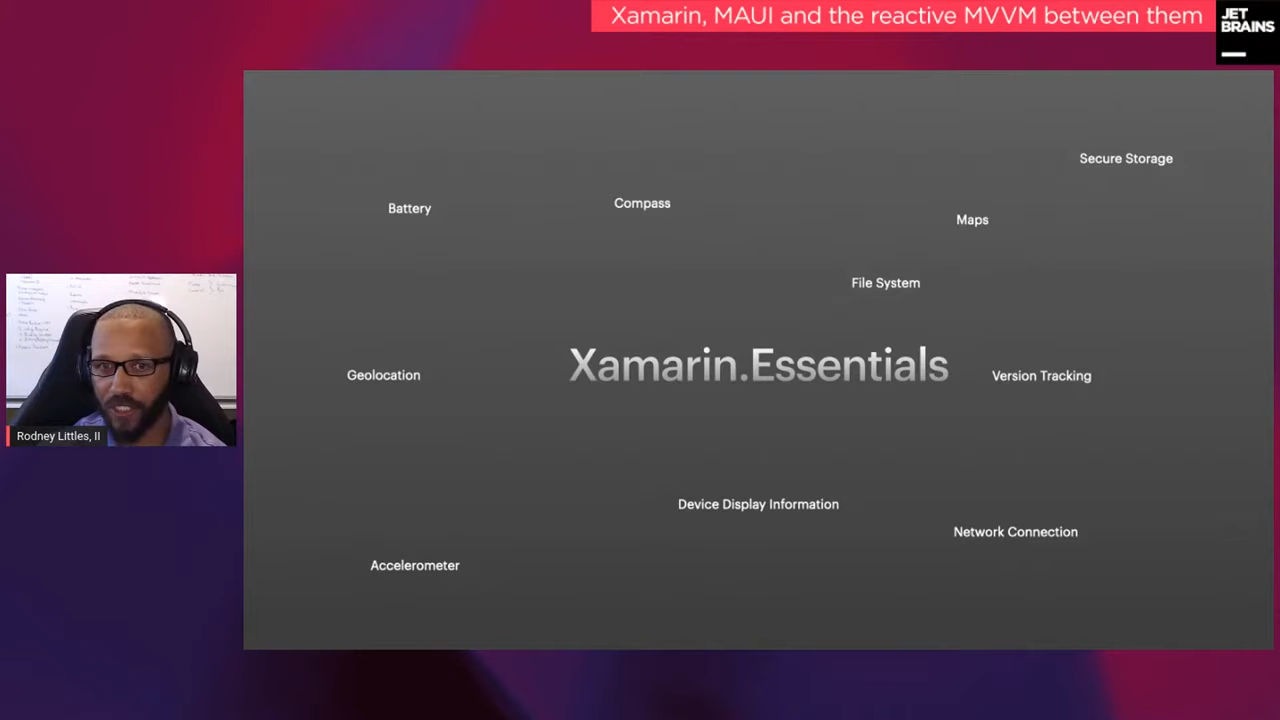 Xamarin, MAUI and the reactive MVVM between them
JET
BRAINS
Secure Storage
Battery
Compass
Maps
File System
Xamarin.Essentials
Geolocation
Version Tracking
Rodney Littles, II
Device Display Information
Network Connection
Accelerometer